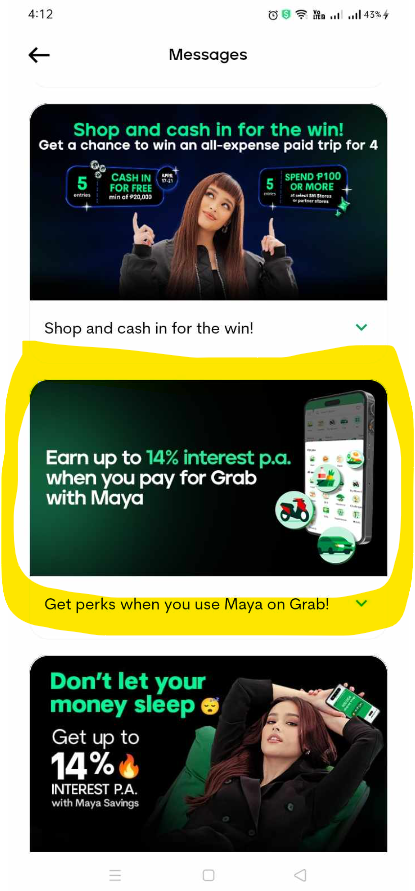 4:12
43%
Messages
Shop and cash in for the win!
Get a chance to win an all-expense paid trip for 4
5
entries
CASH IN
FOR FREE
min of ₱20,000
APRIL
17-21
5
entries
SPEND ₱100
OR MORE
at select SM Stores
or partner stores
Shop and cash in for the win!
Earn up to 14% interest p.a.
when you pay for Grab
with Maya
Get perks when you use Maya on Grab!
Don't let your
money sleep
Get up to
14%
INTEREST P.A.
with Maya Savings